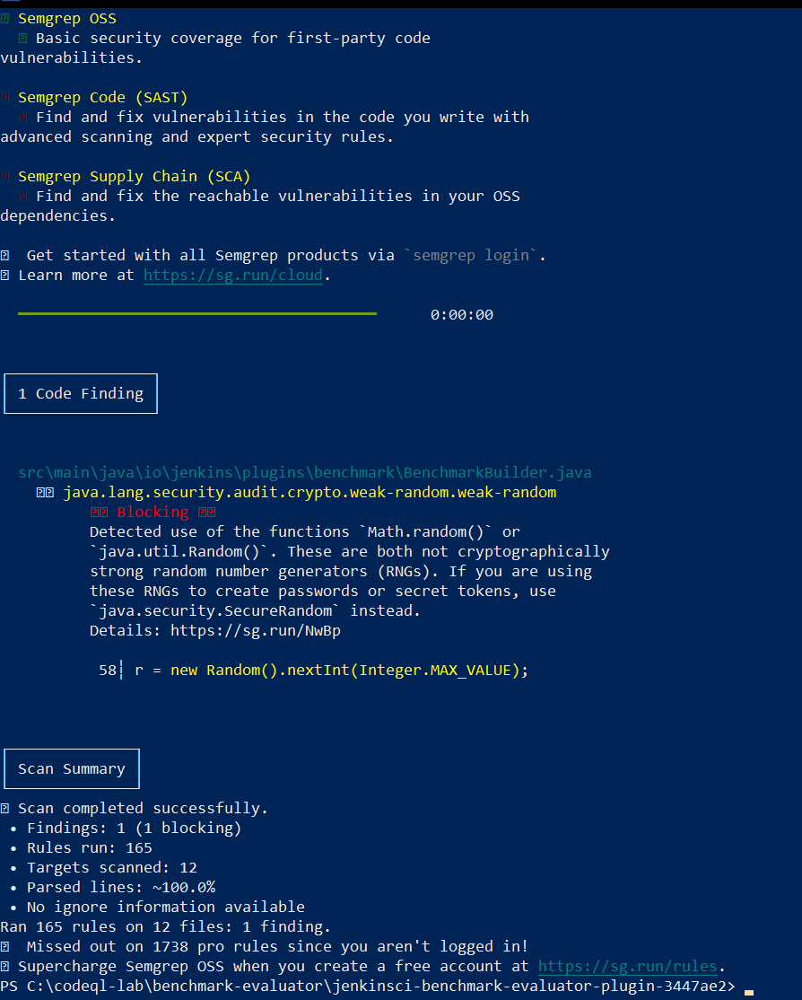 Semgrep OSS
Basic security coverage for first-party code
vulnerabilities.
Semgrep Code (SAST)
Find and fix vulnerabilities in the code you write with
advanced scanning and expert security rules.
Semgrep Supply Chain (SCA)
Find and fix the reachable vulnerabilities in your OSS
dependencies.
Get started with all Semgrep products via `semgrep login`.
Learn more at https://sg.run/cloud.
0:00:00
1 Code Finding
src\main\java\io\jenkins\plugins\benchmark\BenchmarkBuilder.java
java.lang.security.audit.crypto.weak-random.weak-random
Blocking
Detected use of the functions `Math.random()` or
`java.util.Random()`. These are both not cryptographically
strong random number generators (RNGs). If you are using
these RNGs to create passwords or secret tokens, use
`java.security.SecureRandom` instead.
Details: https://sg.run/NwBp
58┆ r = new Random().nextInt(Integer.MAX_VALUE);
Scan Summary
Scan completed successfully.
• Findings: 1 (1 blocking)
• Rules run: 165
• Targets scanned: 12
• Parsed lines: ~100.0%
• No ignore information available
Ran 165 rules on 12 files: 1 finding.
Missed out on 1738 pro rules since you aren't logged in!
Supercharge Semgrep OSS when you create a free account at https://sg.run/rules.
PS C:\codeql-lab\benchmark-evaluator\jenkinsci-benchmark-evaluator-plugin-3447ae2>